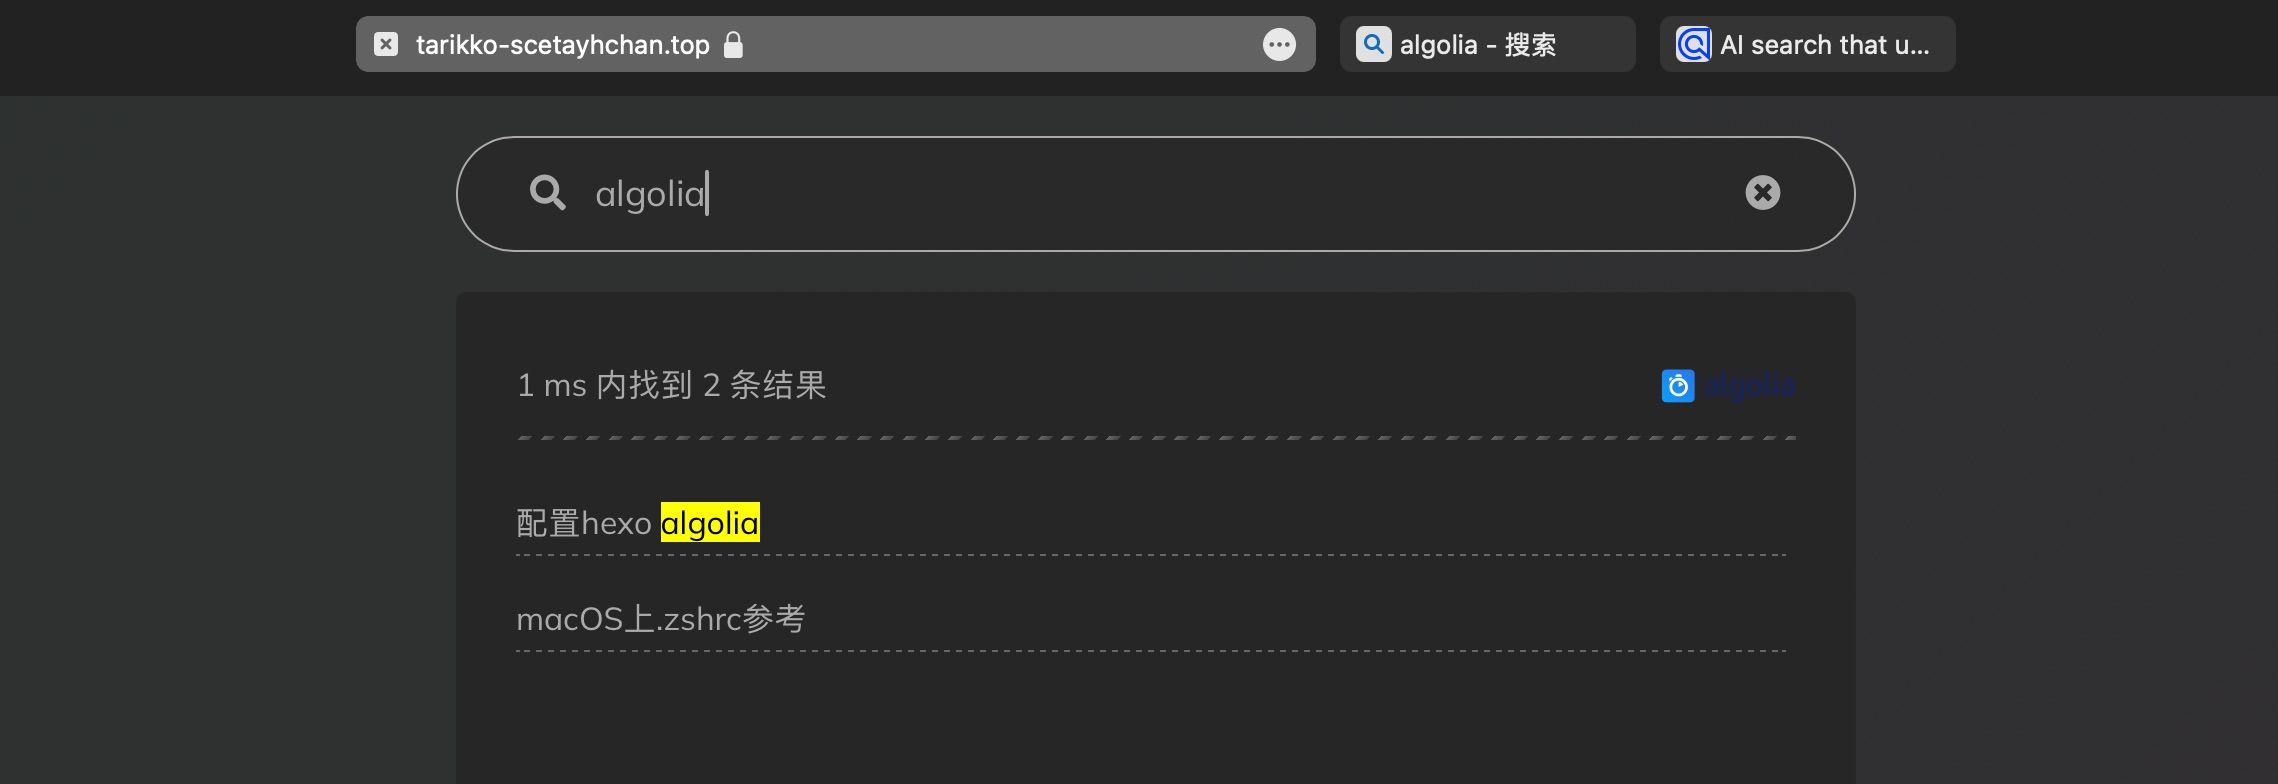 tarikko-scetayhchan.top
algolia - 搜索
AI search that u...
algolia
1 ms 内找到 2 条结果
algolia
配置hexo algolia
macOS上.zshrc参考